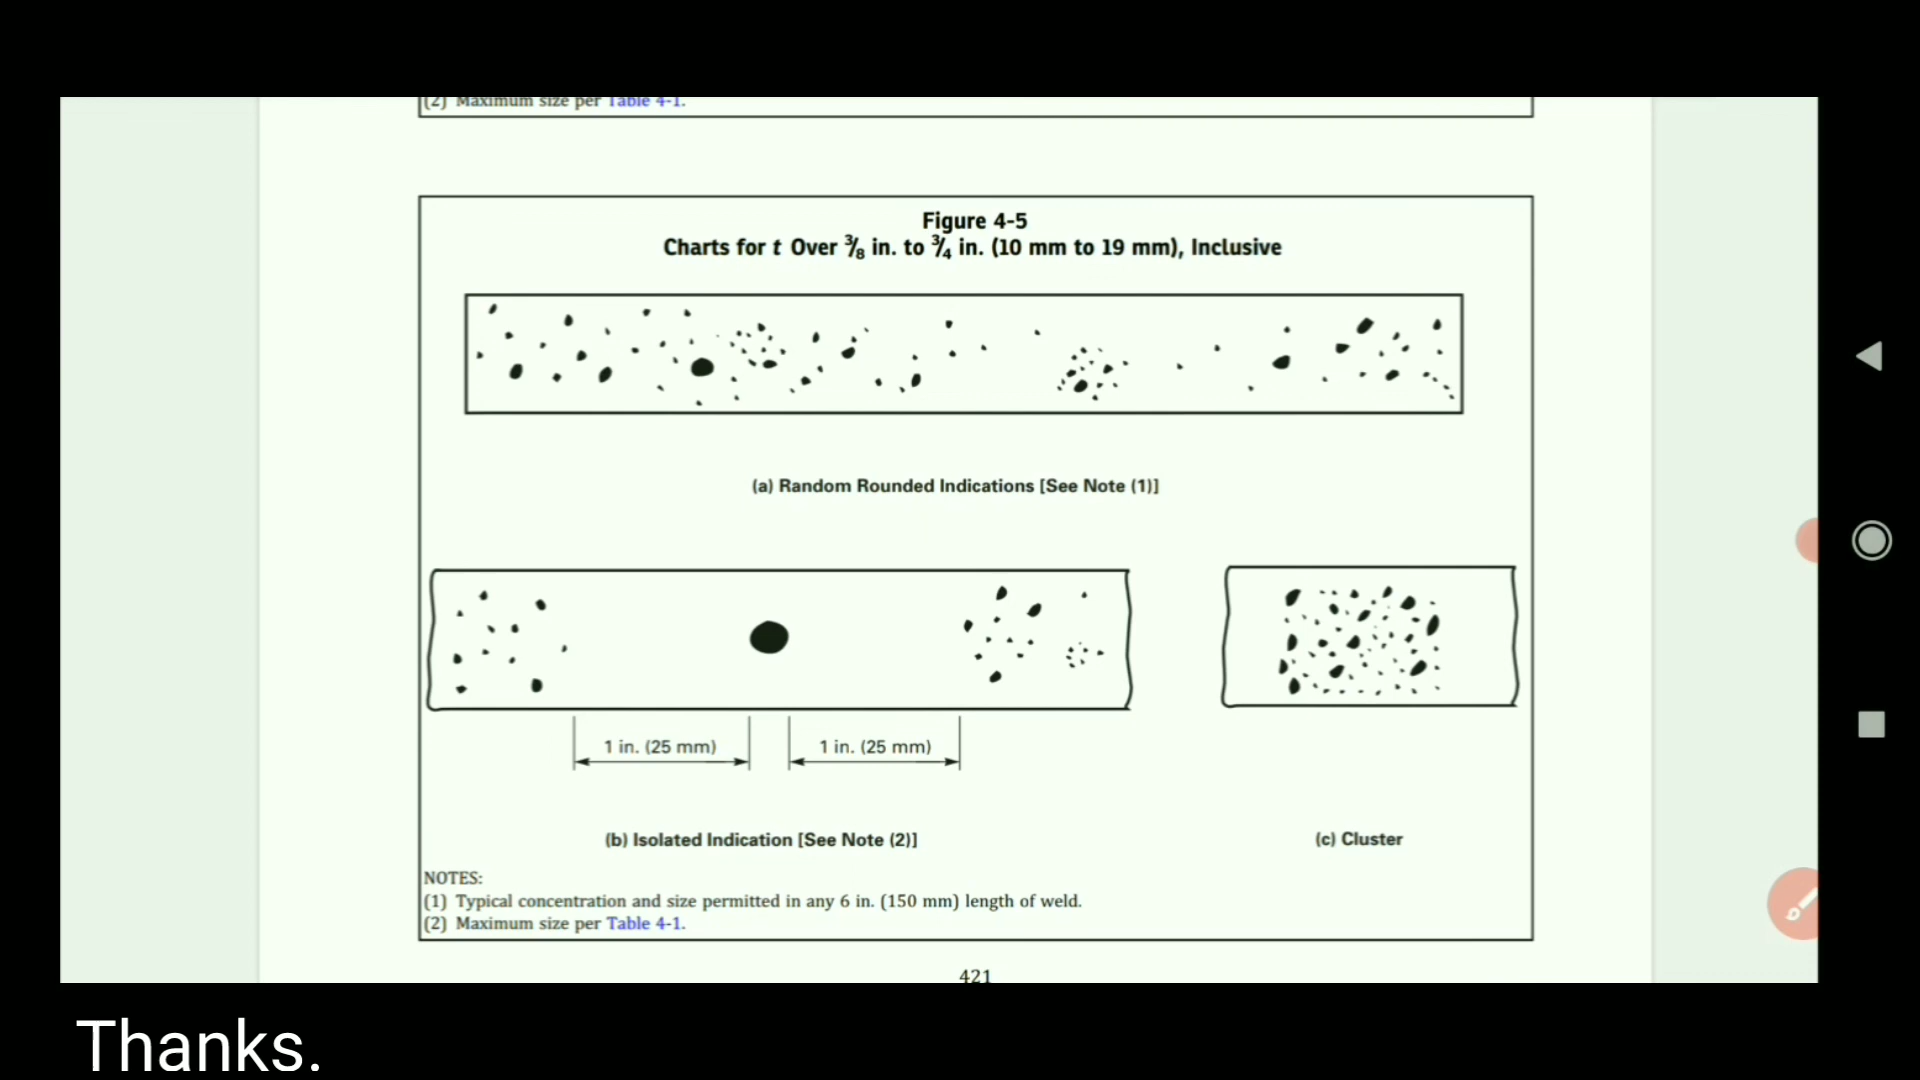 (2) Maximum size per Table 4-1.
Figure 4-5
Charts for t Over 3/8 in. to 3/4 in. (10 mm to 19 mm), Inclusive
(a) Random Rounded Indications [See Note (1)]
1 in. (25 mm) 1 in. (25 mm)
(b) Isolated Indication [See Note (2)] (c) Cluster
NOTES:
(1) Typical concentration and size permitted in any 6 in. (150 mm) length of weld.
(2) Maximum size per Table 4-1.
421
Thanks.